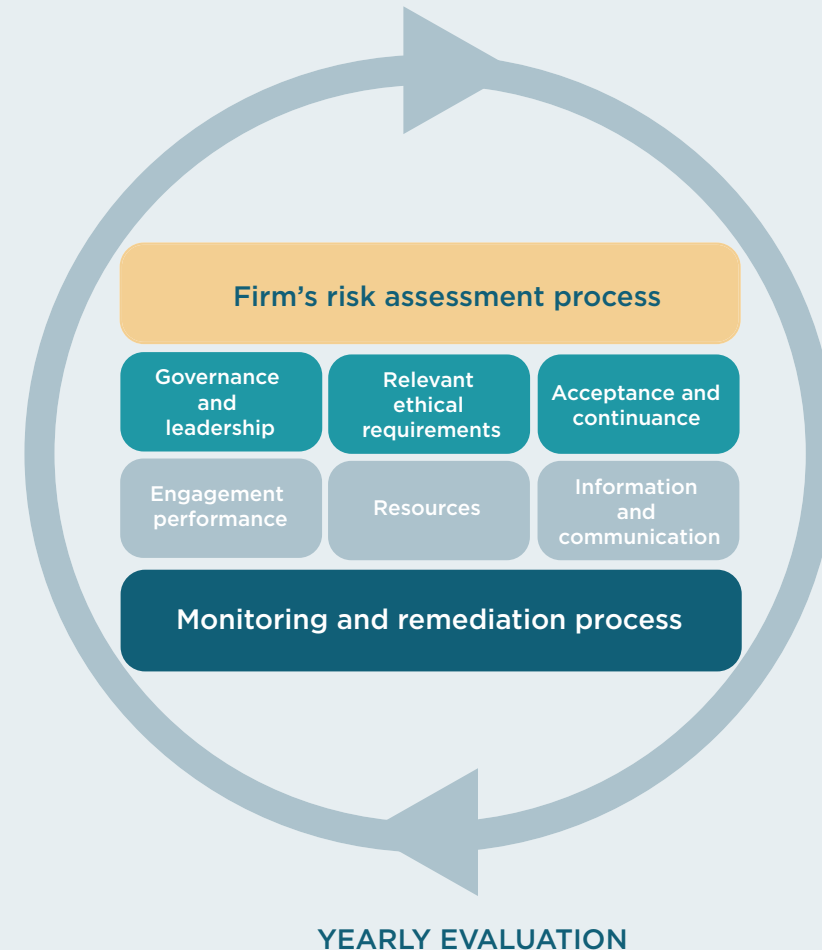 Firm’s risk assessment process
Governance
and
leadership
Relevant
ethical
requirements
Acceptance and
continuance
Engagement
performance
Resources
Information
and
communication
Monitoring and remediation process
YEARLY EVALUATION